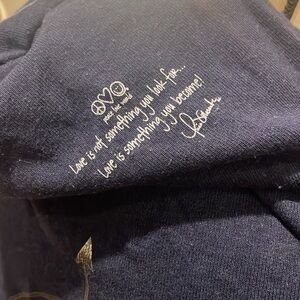 peace love world
Love is not something you look for...
Love is something you become!